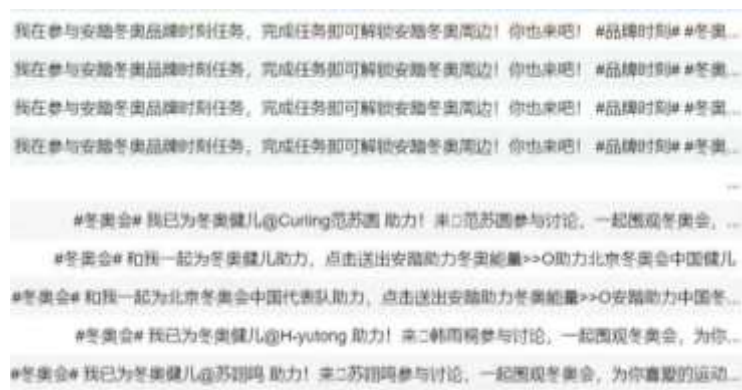 我在参与安踏冬奥品牌时刻任务，完成任务即可解锁安踏冬奥周边！你也来吧！ #品牌时刻# #冬奥...
我在参与安踏冬奥品牌时刻任务，完成任务即可解锁安踏冬奥周边！你也来吧！ #品牌时刻# #冬奥...
我在参与安踏冬奥品牌时刻任务，完成任务即可解锁安踏冬奥周边！你也来吧！ #品牌时刻# #冬奥...
我在参与安踏冬奥品牌时刻任务，完成任务即可解锁安踏冬奥周边！你也来吧！ #品牌时刻# #冬奥...
...
#冬奥会# 我已为冬奥健儿@Curling范苏圆 助力！来□范苏圆参与讨论，一起围观冬奥会，...
#冬奥会# 和我一起为冬奥健儿助力，点击送出安踏助力冬奥能量>>O助力北京冬奥会中国健儿
#冬奥会# 和我一起为北京冬奥会中国代表队助力，点击送出安踏助力冬奥能量>>O安踏助力中国冬...
#冬奥会# 我已为冬奥健儿@H-yutong 助力！来□韩雨桐参与讨论，一起围观冬奥会，为你...
#冬奥会# 我已为冬奥健儿@苏翊鸣 助力！来□苏翊鸣参与讨论，一起围观冬奥会，为你喜爱的运动...